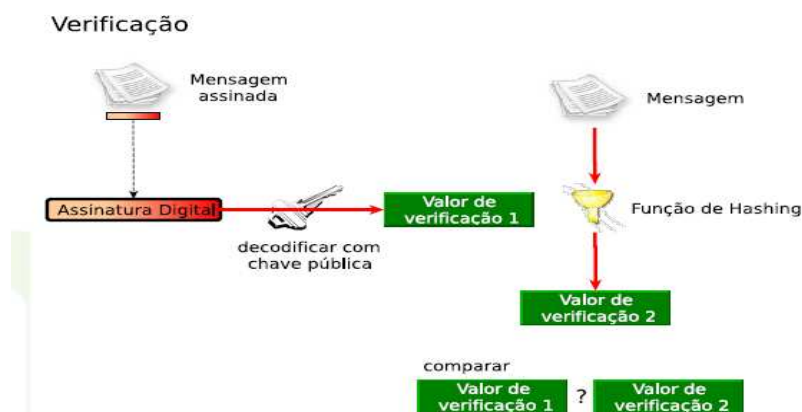 Verificação
Mensagem
assinada
Mensagem
Assinatura Digital
decodificar com
chave pública
Valor de
verificação 1
Função de Hashing
Valor de
verificação 2
comparar
Valor de
verificação 1
?
Valor de
verificação 2